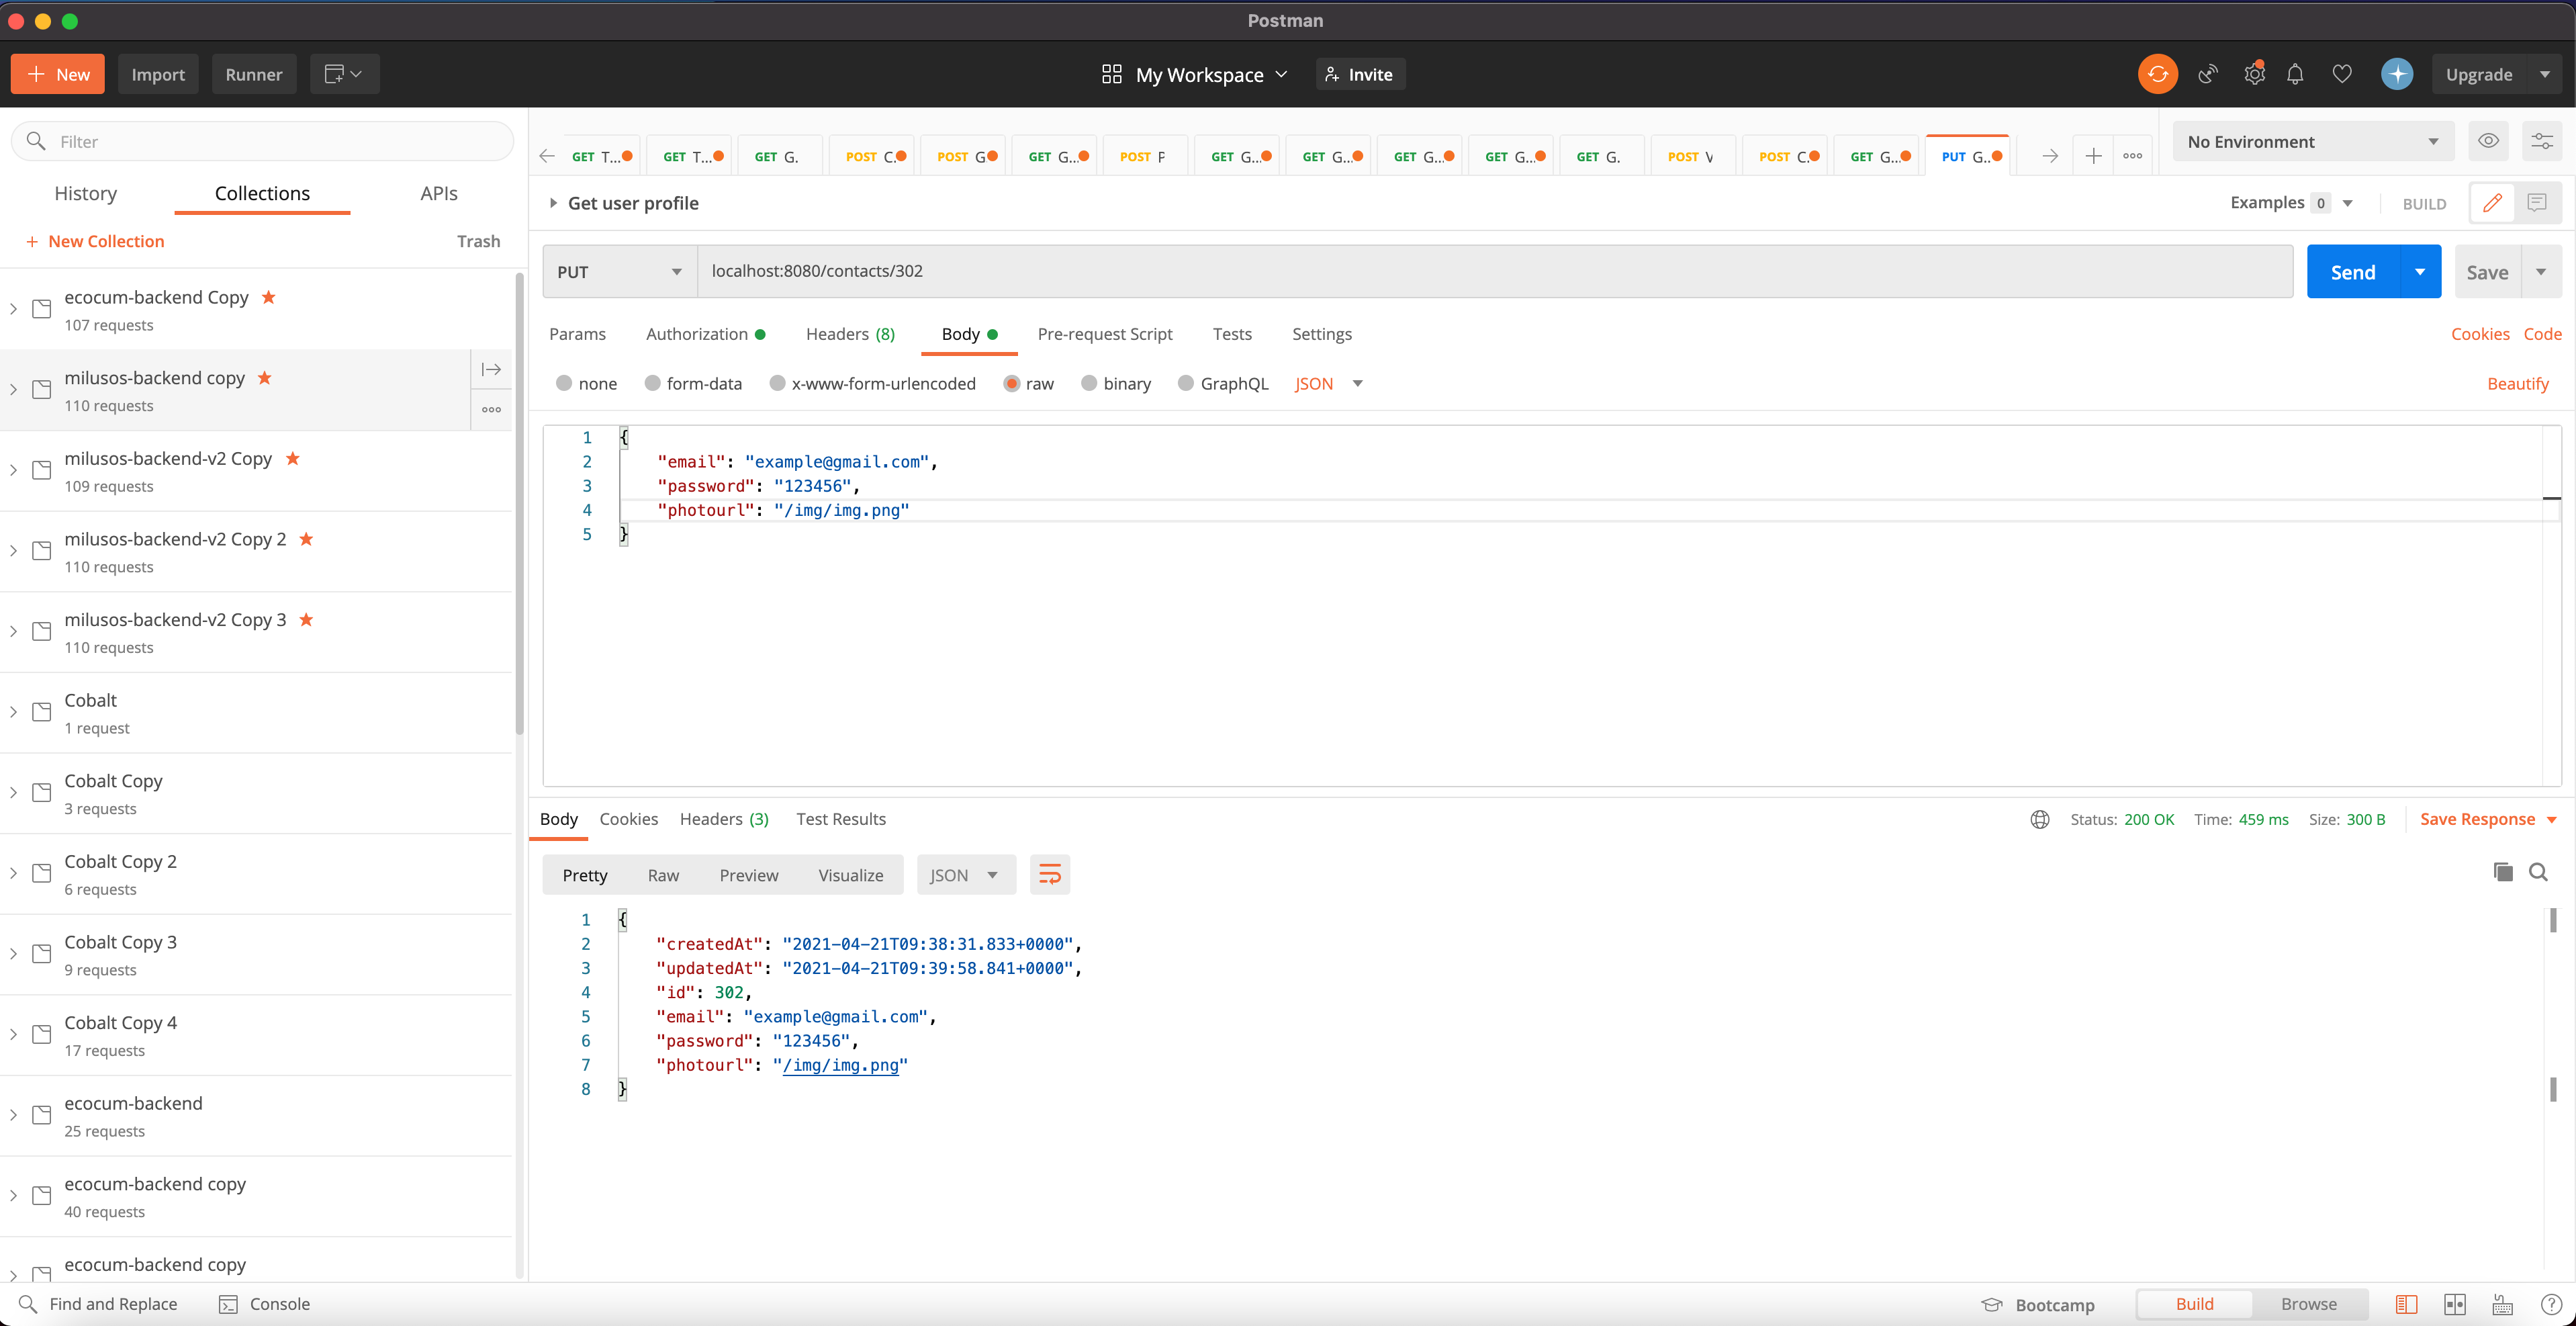 Postman
New
Import
Runner
My Workspace
Invite
Upgrade
Filter
History
Collections
APIs
+ New Collection
Trash
ecocum-backend Copy
107 requests
milusos-backend copy
110 requests
milusos-backend-v2 Copy
109 requests
milusos-backend-v2 Copy 2
110 requests
milusos-backend-v2 Copy 3
110 requests
Cobalt
1 request
Cobalt Copy
3 requests
Cobalt Copy 2
6 requests
Cobalt Copy 3
9 requests
Cobalt Copy 4
17 requests
ecocum-backend
25 requests
ecocum-backend copy
40 requests
ecocum-backend copy
GET T...
GET T...
GET G.
POST C.
POST G
GET G...
POST P
GET G...
GET G...
GET G...
GET G...
GET G.
POST V
POST C.
GET G...
PUT G..
No Environment
Get user profile
Examples 0
BUILD
PUT
localhost:8080/contacts/302
Send
Save
Params
Authorization
Headers (8)
Body
Pre-request Script
Tests
Settings
Cookies
Code
none
form-data
x-www-form-urlencoded
raw
binary
GraphQL
JSON
Beautify
1 {
2 "email": "example@gmail.com",
3 "password": "123456",
4 "photourl": "/img/img.png"
5 }
Body
Cookies
Headers (3)
Test Results
Status: 200 OK
Time: 459 ms
Size: 300 B
Save Response
Pretty
Raw
Preview
Visualize
JSON
1 {
2 "createdAt": "2021-04-21T09:38:31.833+0000",
3 "updatedAt": "2021-04-21T09:39:58.841+0000",
4 "id": 302,
5 "email": "example@gmail.com",
6 "password": "123456",
7 "photourl": "/img/img.png"
8 }
Find and Replace
Console
Bootcamp
Build
Browse